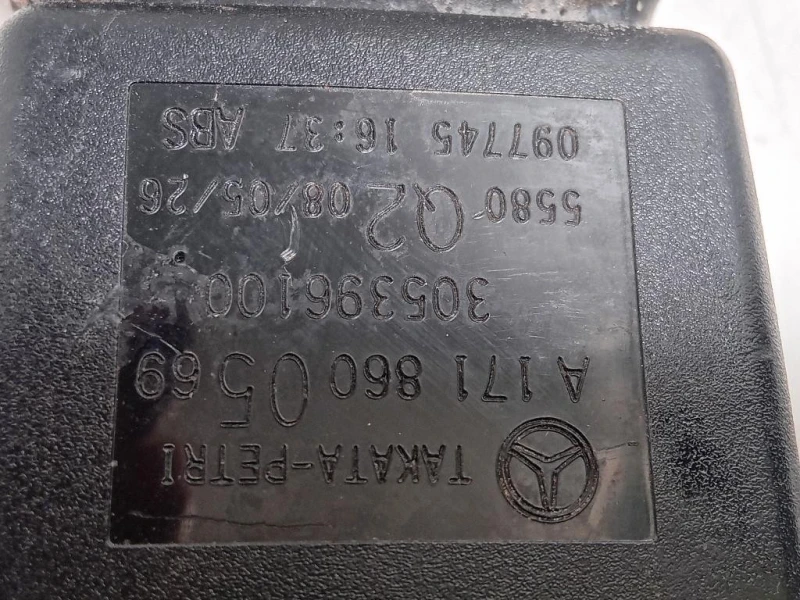 TAKATA-PETRI
A 171 860 05 69
305396100
5580 Q2 08/05/26
097745 16:37 ABS